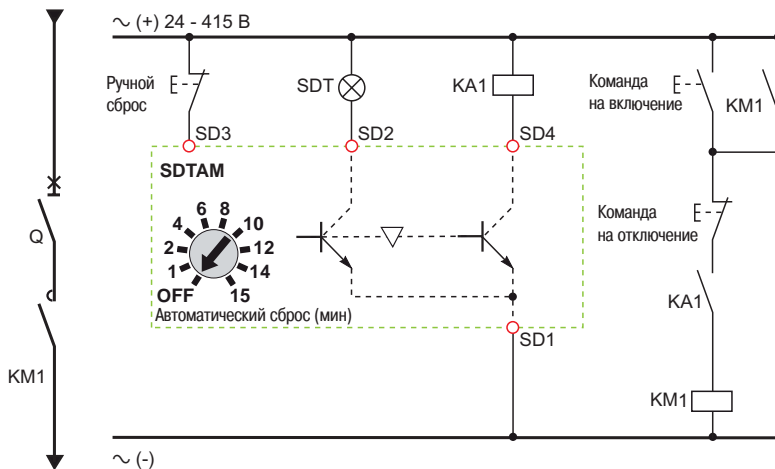 ∼ (+) 24 - 415 В
Ручной
сброс
SDT
KA1
Команда
на включение
KM1
SD3
SD2
SD4
SDTAM
6 8
4 10
2 12
1 14
OFF 15
Автоматический сброс (мин)
Q
Команда
на отключение
SD1
KA1
KM1
KM1
∼ (-)